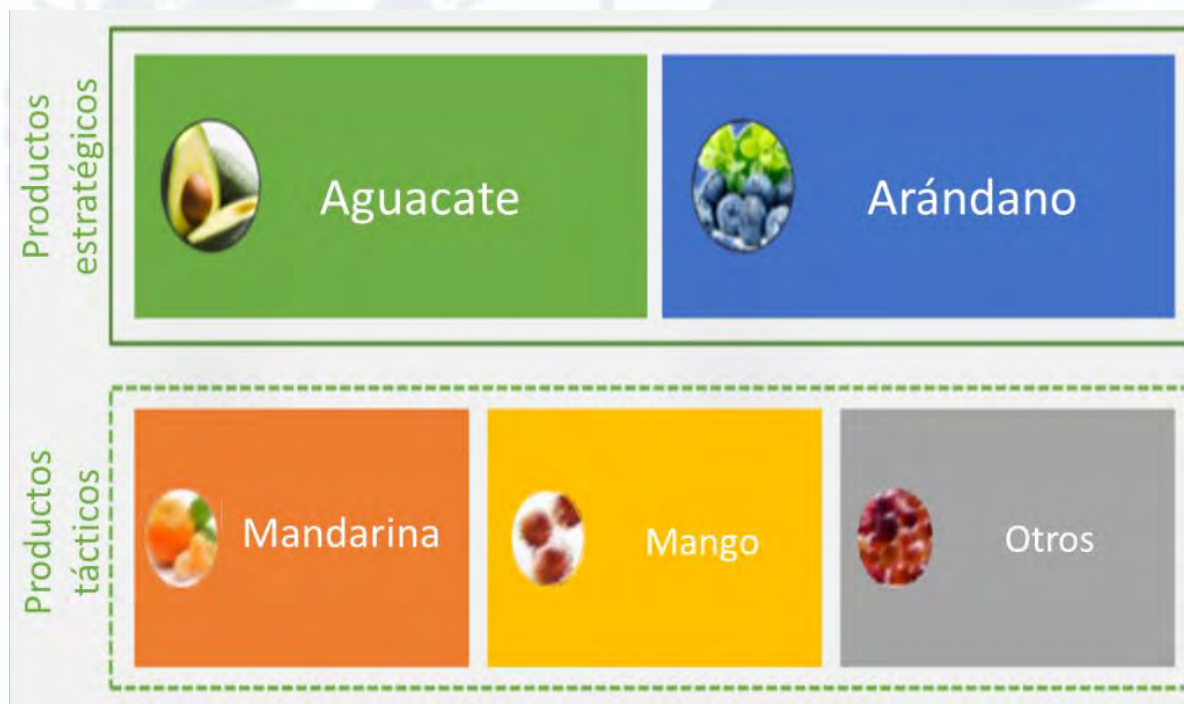 Productos
estratégicos
Aguacate
Arándano
Productos
tácticos
Mandarina
Mango
Otros